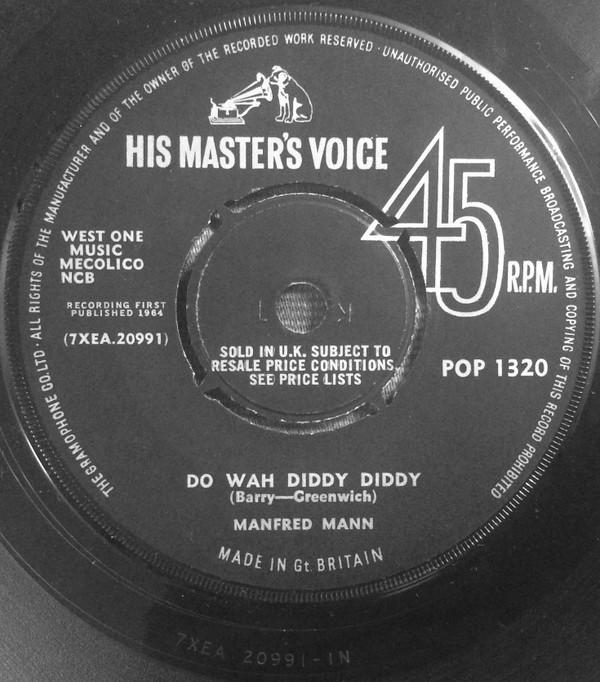 THE GRAMOPHONE CO. LTD · ALL RIGHTS OF THE MANUFACTURER AND OF THE OWNER OF THE RECORDED WORK RESERVED · UNAUTHORISED PUBLIC PERFORMANCE BROADCASTING AND COPYING OF THIS RECORD PROHIBITED
HIS MASTER'S VOICE
45 R.P.M.
WEST ONE
MUSIC
MECOLICO
NCB
RECORDING FIRST
PUBLISHED 1964
(7XEA.20991)
SOLD IN U.K. SUBJECT TO
RESALE PRICE CONDITIONS,
SEE PRICE LISTS
POP 1320
DO WAH DIDDY DIDDY
(Barry—Greenwich)
MANFRED MANN
MADE IN Gt. BRITAIN
7XEA 20991-1N